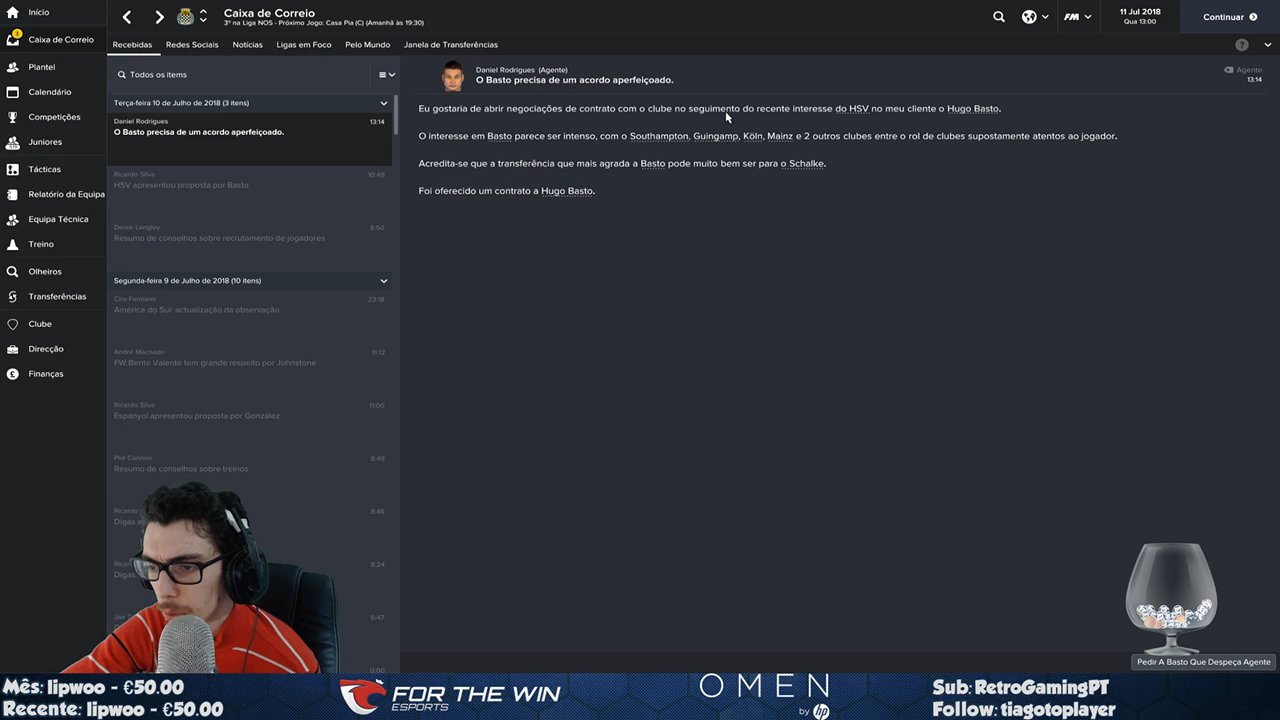 Início
Caixa de Correio
3
Plantel
Calendário
Competições
Juniores
Tácticas
Relatório da Equipa
Equipa Técnica
Treino
Olheiros
Transferências
Clube
Direcção
Finanças
Caixa de Correio
3º na Liga NOS - Próximo Jogo: Casa Pia (C) (Amanhã às 19:30)
FM
11 Jul 2018
Qua 13:00
Continuar
Recebidas Redes Sociais Notícias Ligas em Foco Pelo Mundo Janela de Transferências
?
Todos os items
Terça-feira 10 de Julho de 2018 (3 itens)
Daniel Rodrigues 13:14
O Basto precisa de um acordo aperfeiçoado.
Ricardo Silva 10:49
HSV apresentou proposta por Basto
Derek Langley 8:50
Resumo de conselhos sobre recrutamento de jogadores
Segunda-feira 9 de Julho de 2018 (10 itens)
Ciro Femiano 23:18
América do Sul: actualização da observação
André Machado 11:12
FW:Bento Valente tem grande respeito por Johnstone
Ricardo Silva 11:00
Espanyol apresentou proposta por González
Phil Cannon 8:49
Resumo de conselhos sobre treinos
8:46
8:24
6:47
0:00
Daniel Rodrigues (Agente)
O Basto precisa de um acordo aperfeiçoado.
Agente
13:14
Eu gostaria de abrir negociações de contrato com o clube no seguimento do recente interesse do HSV no meu cliente o Hugo Basto.
O interesse em Basto parece ser intenso, com o Southampton, Guingamp, Köln, Mainz e 2 outros clubes entre o rol de clubes supostamente atentos ao jogador.
Acredita-se que a transferência que mais agrada a Basto pode muito bem ser para o Schalke.
Foi oferecido um contrato a Hugo Basto.
Pedir A Basto Que Despeça Agente
Mês: lipwoo - €50.00
Recente: lipwoo - €50.00
FOR THE WIN
ESPORTS
OMEN
by hp
Sub: RetroGamingPT
Follow: tiagotoplayer